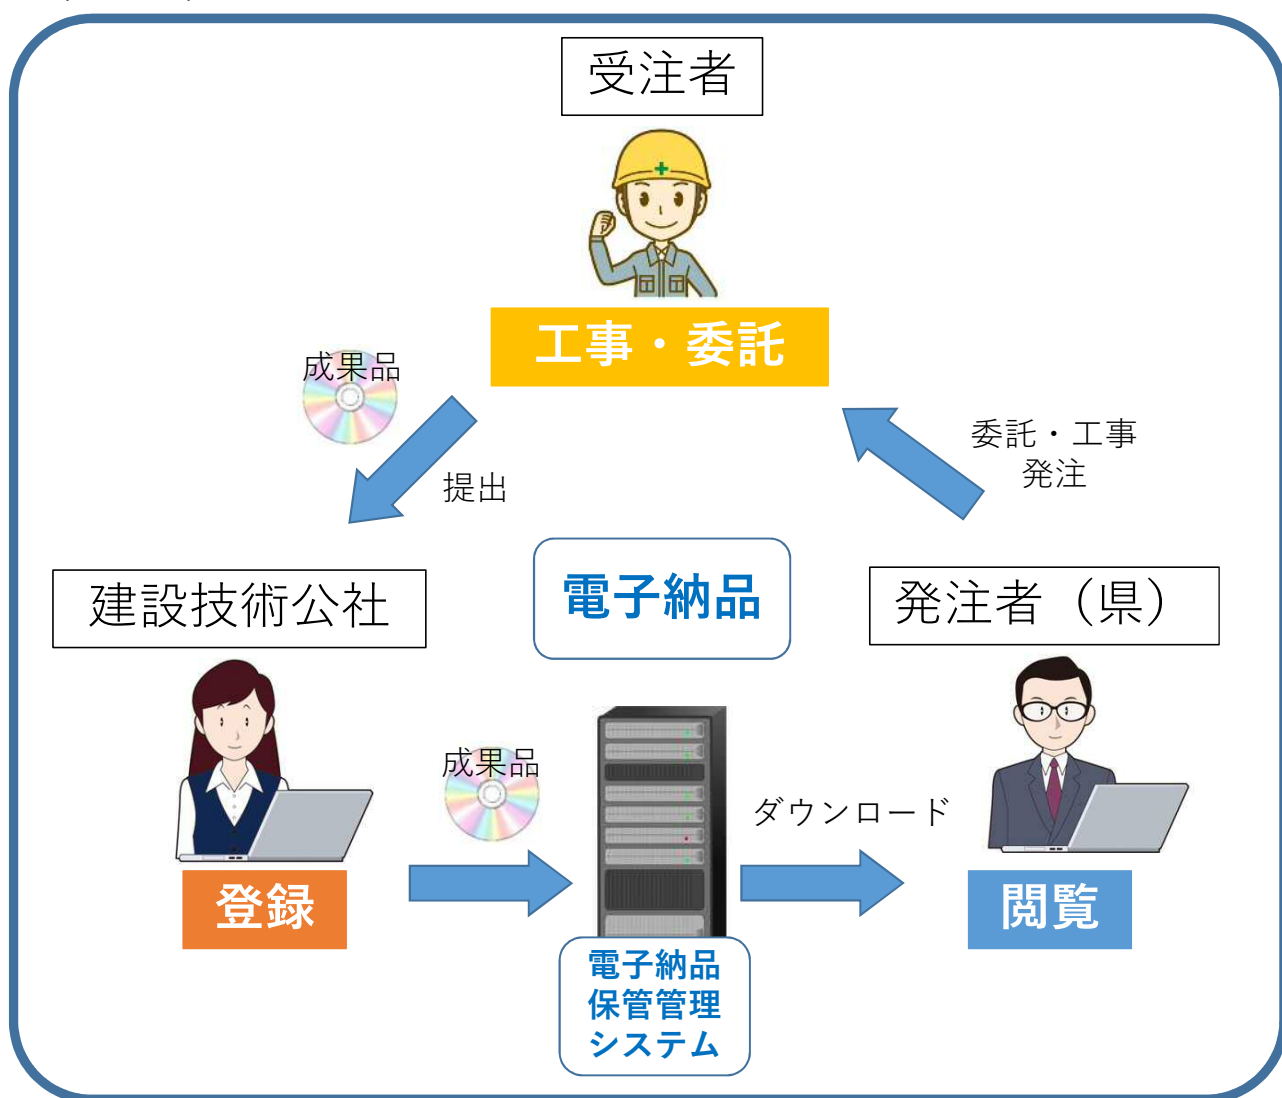 受注者
工事・委託
成果品
提出
委託・工事
発注
建設技術公社
電子納品
発注者（県）
成果品
ダウンロード
登録
閲覧
電子納品
保管管理
システム